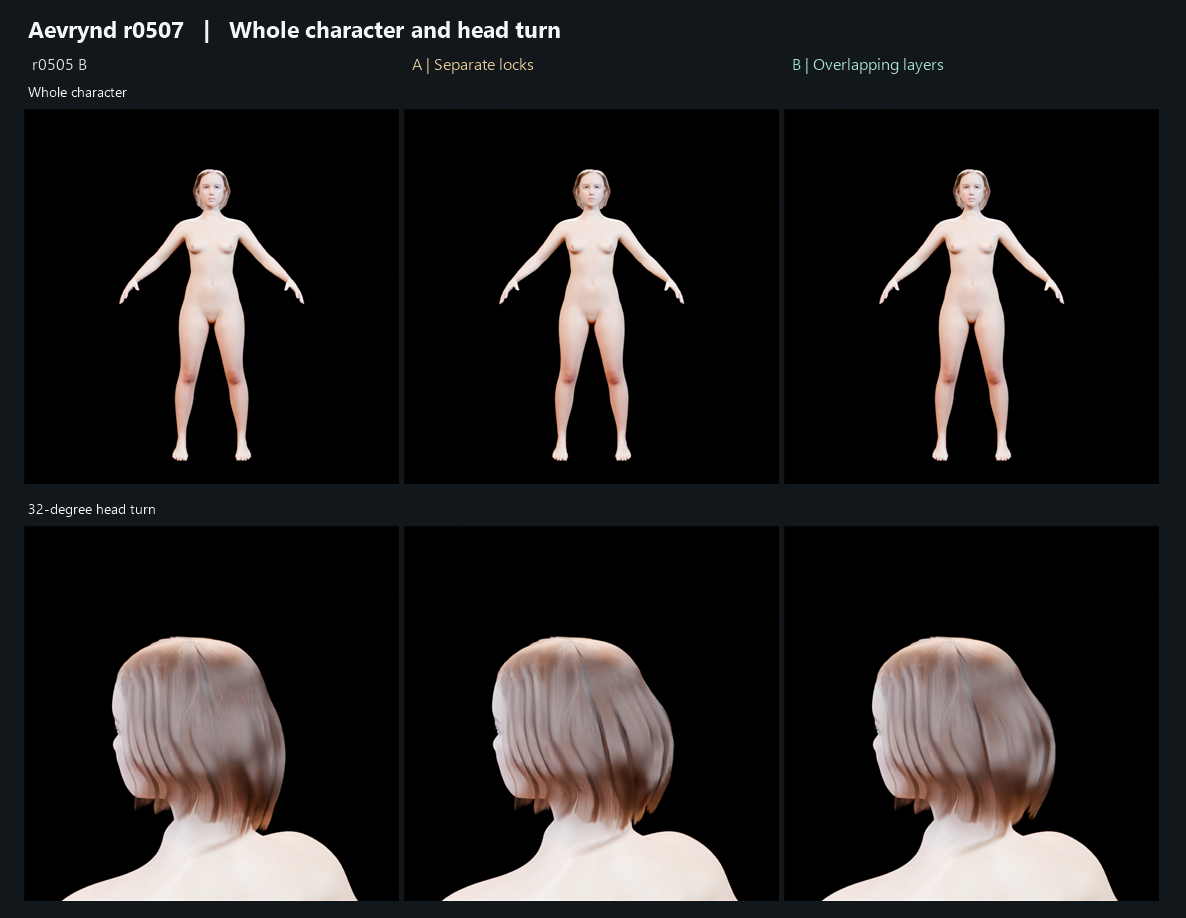 Aevrynd r0507 | Whole character and head turn
r0505 B
A | Separate locks
B | Overlapping layers
Whole character
32-degree head turn